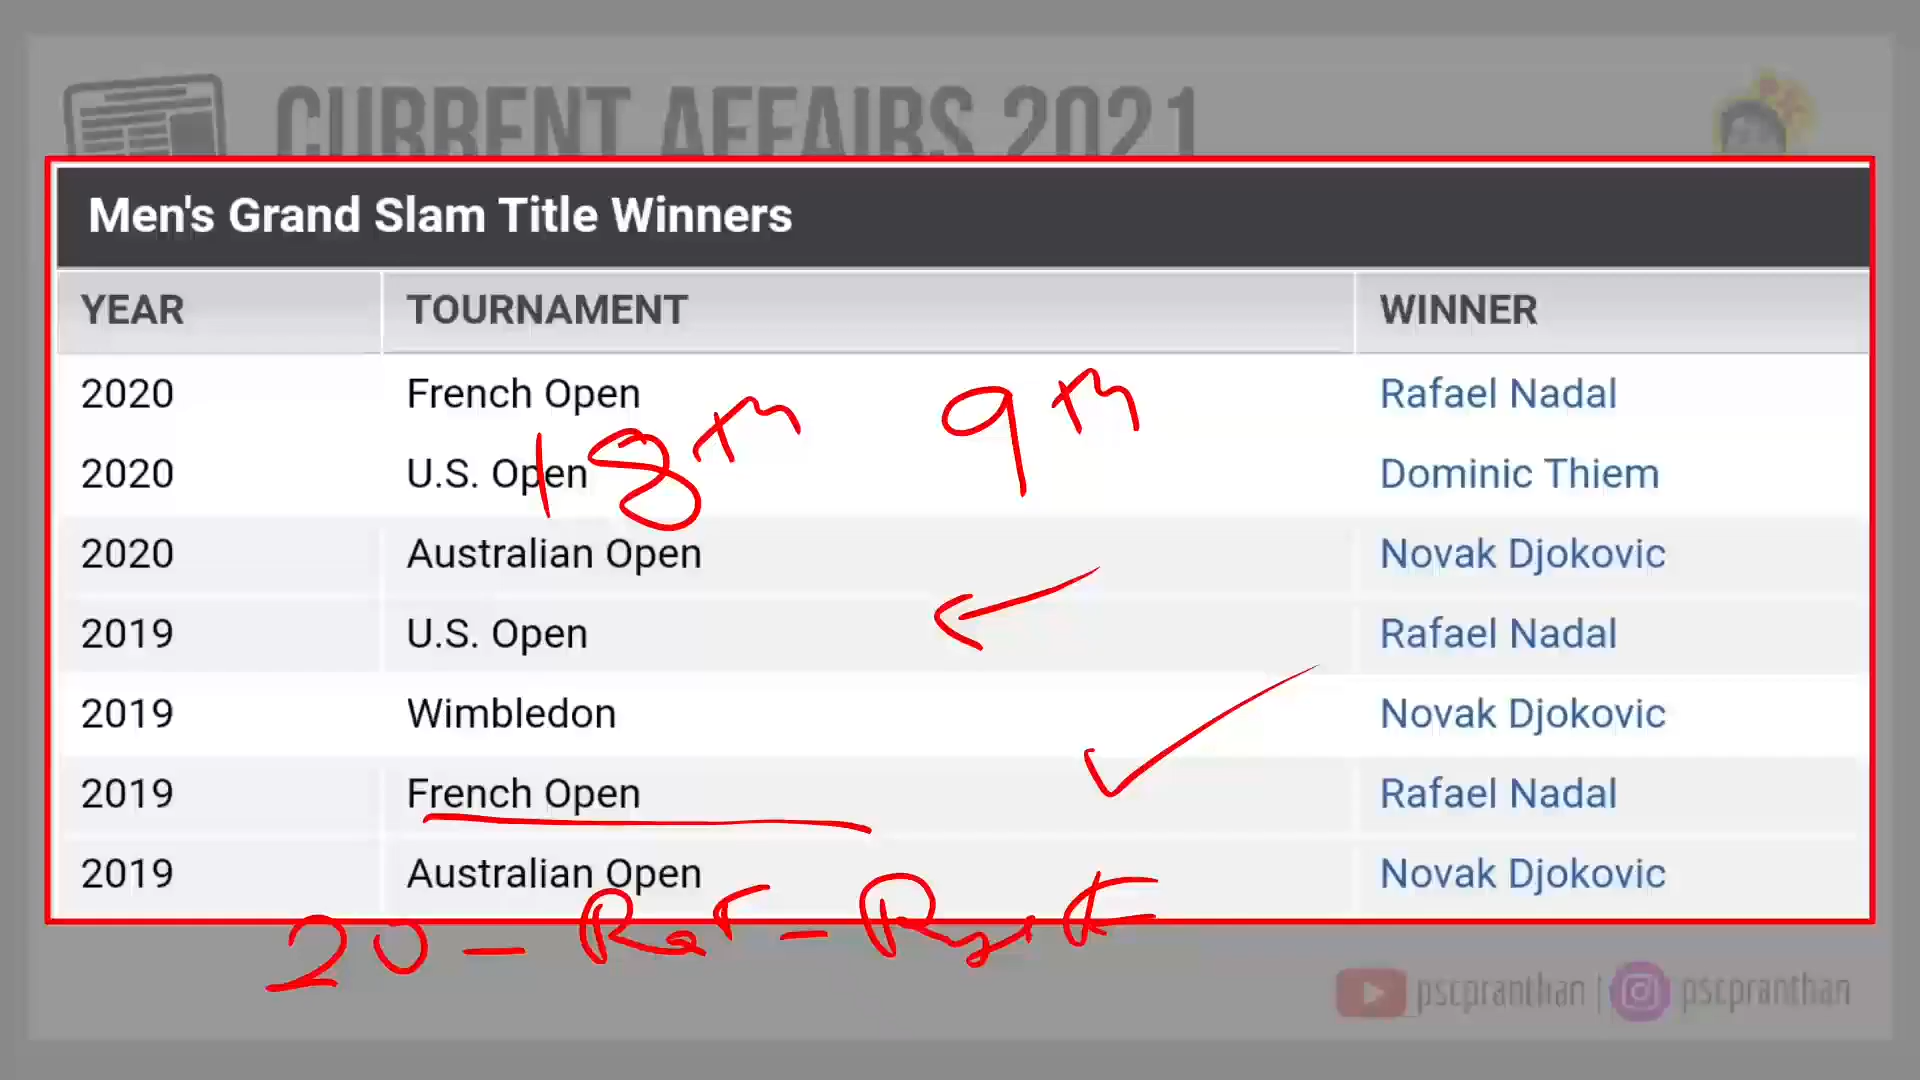 CURRENT AFFAIRS 2021
Men's Grand Slam Title Winners
YEAR TOURNAMENT WINNER
2020 French Open Rafael Nadal
18th 9th
2020 U.S. Open Dominic Thiem
2020 Australian Open Novak Djokovic
2019 U.S. Open Rafael Nadal
2019 Wimbledon Novak Djokovic
2019 French Open Rafael Nadal
2019 Australian Open Novak Djokovic
20 -
pscpranthan | pscpranthan